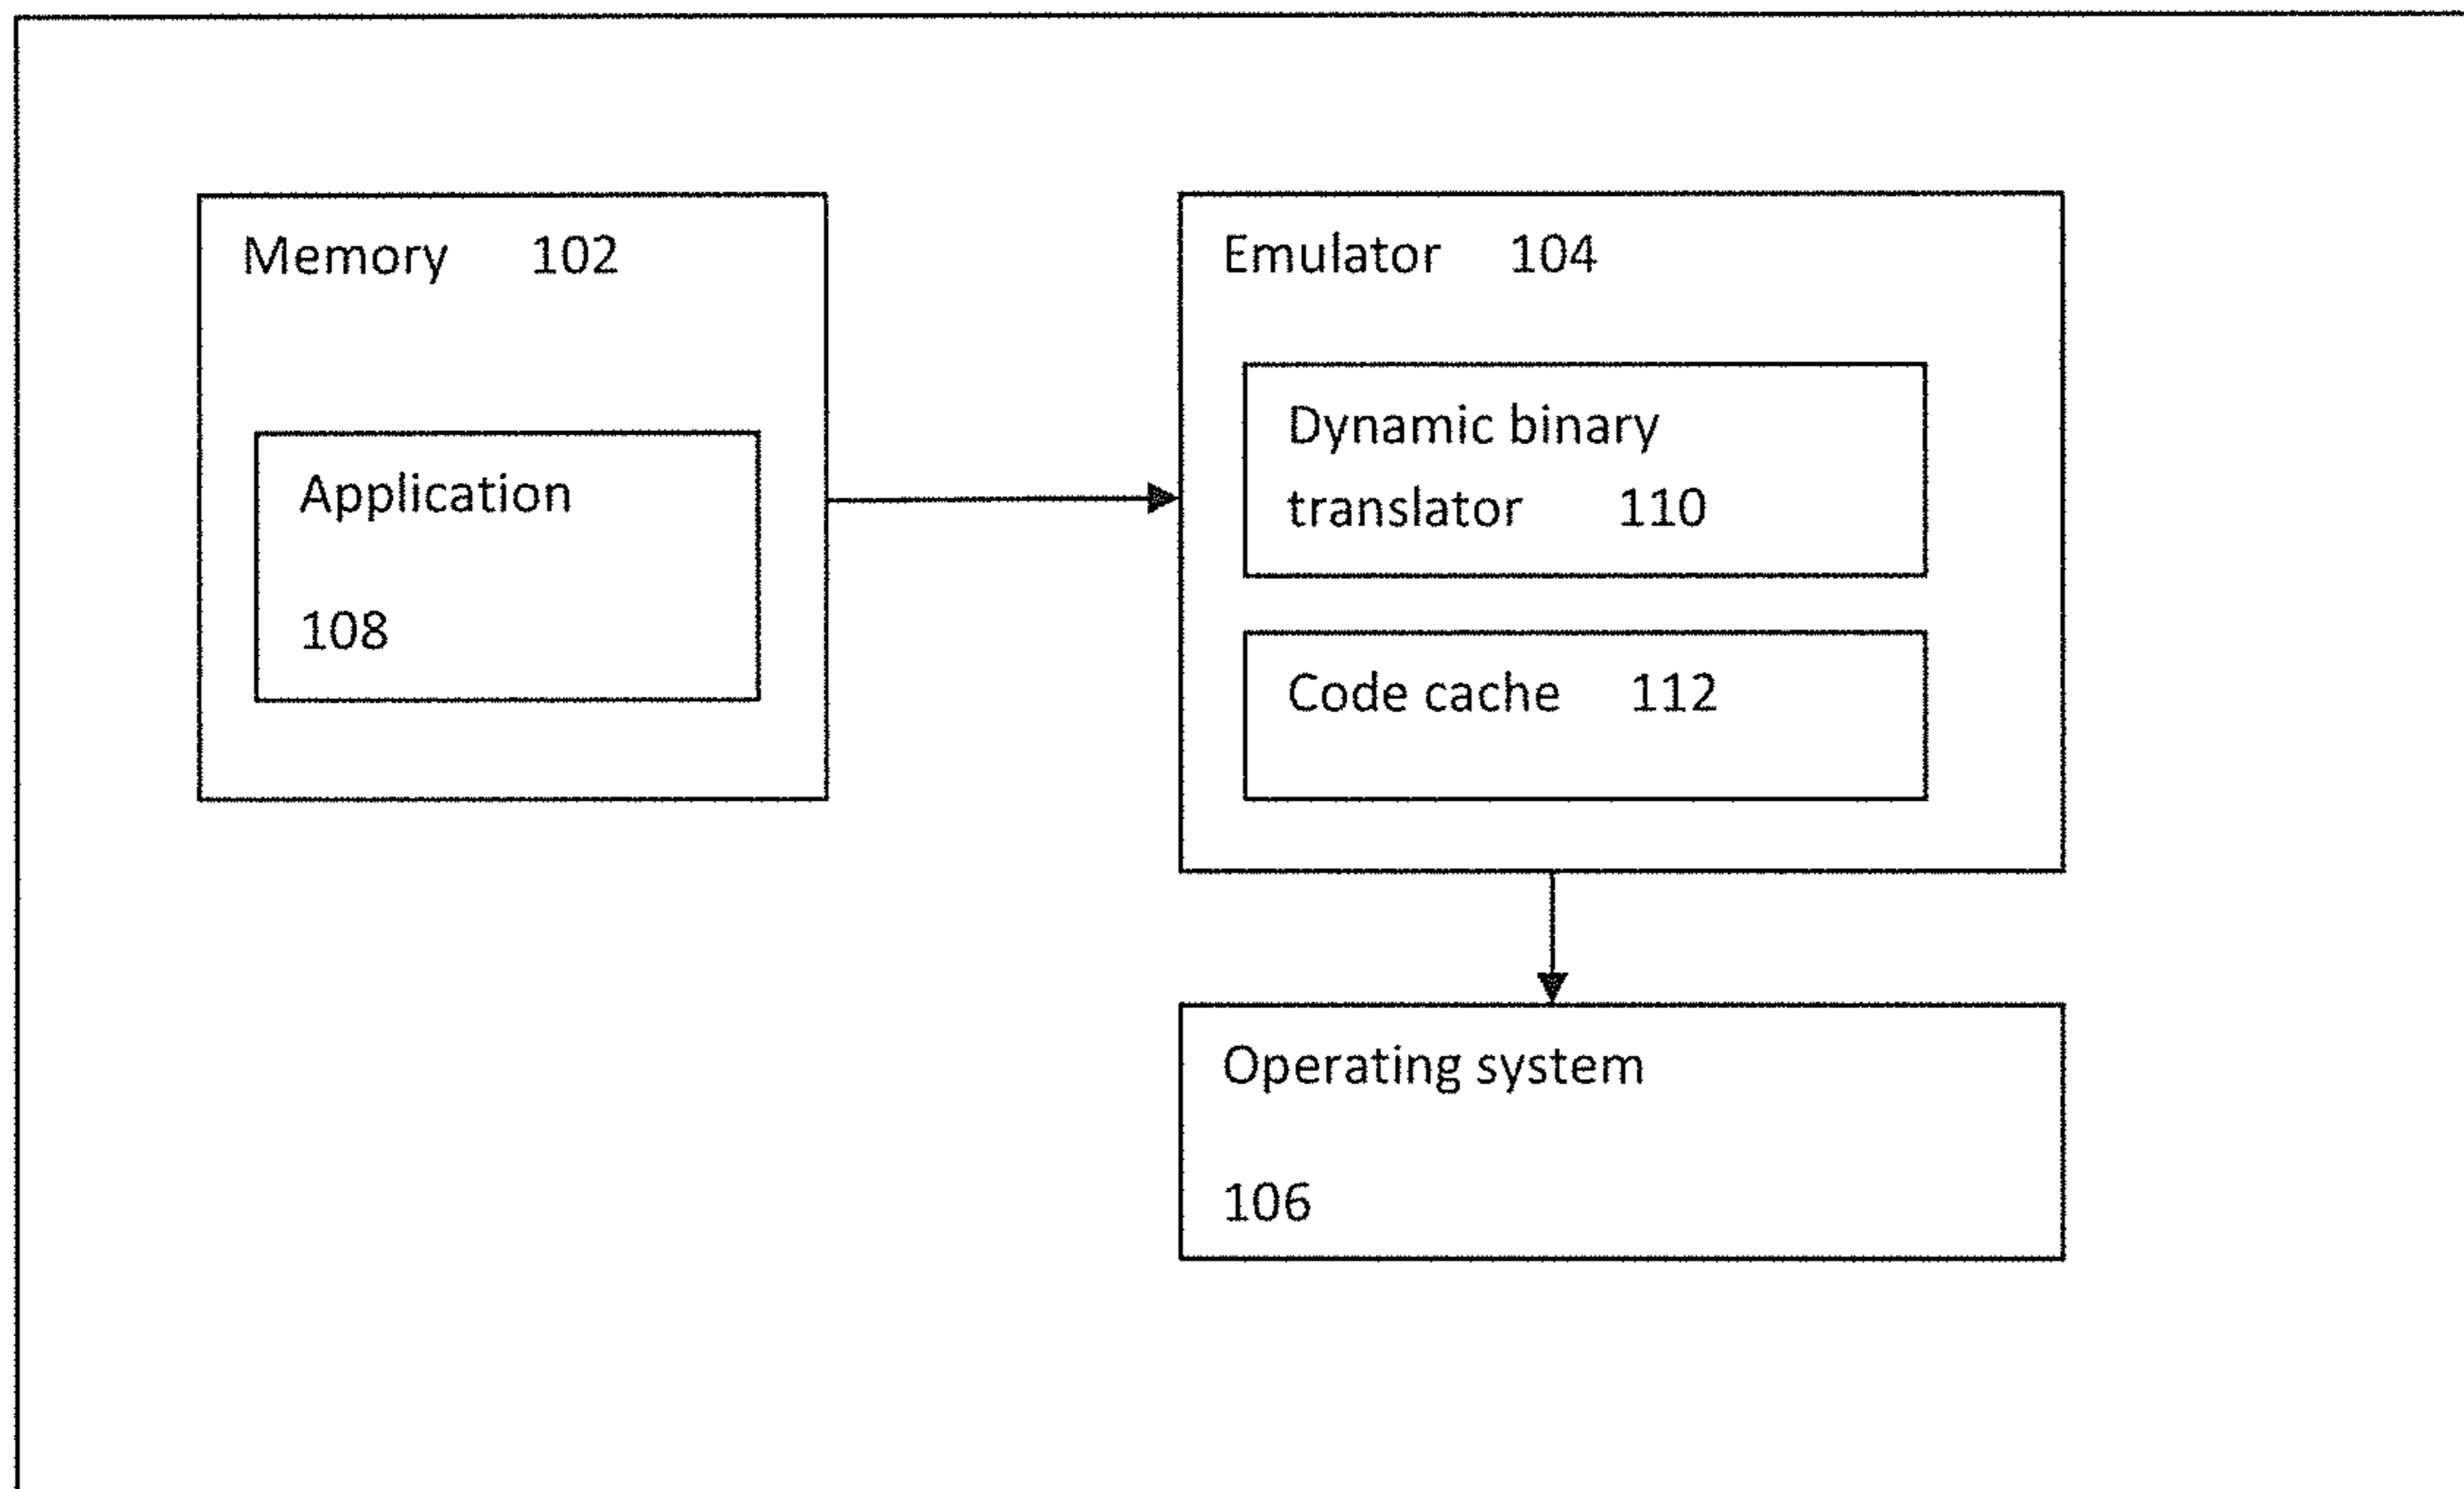 Memory 102
Application
108
Emulator 104
Dynamic binary
translator 110
Code cache 112
Operating system
106